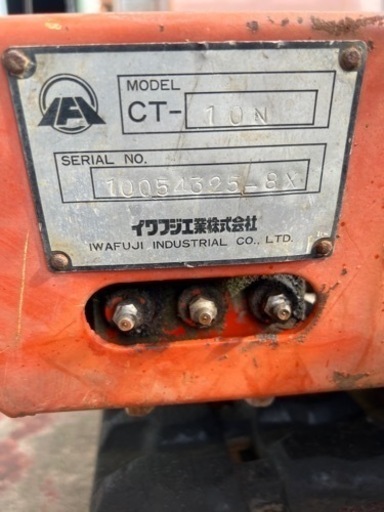 MODEL
CT-10N
SERIAL NO.
10054325-8X
イワフジ工業株式会社
IWAFUJI INDUSTRIAL CO., LTD.